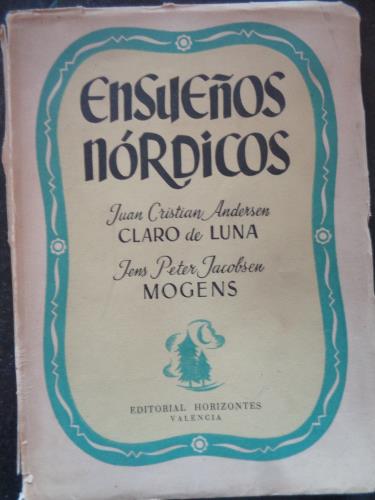 ENSUEÑOS
NÓRDICOS
Juan Cristian Andersen
CLARO de LUNA
Jens Peter Jacobsen
MOGENS
EDITORIAL HORIZONTES
VALENCIA